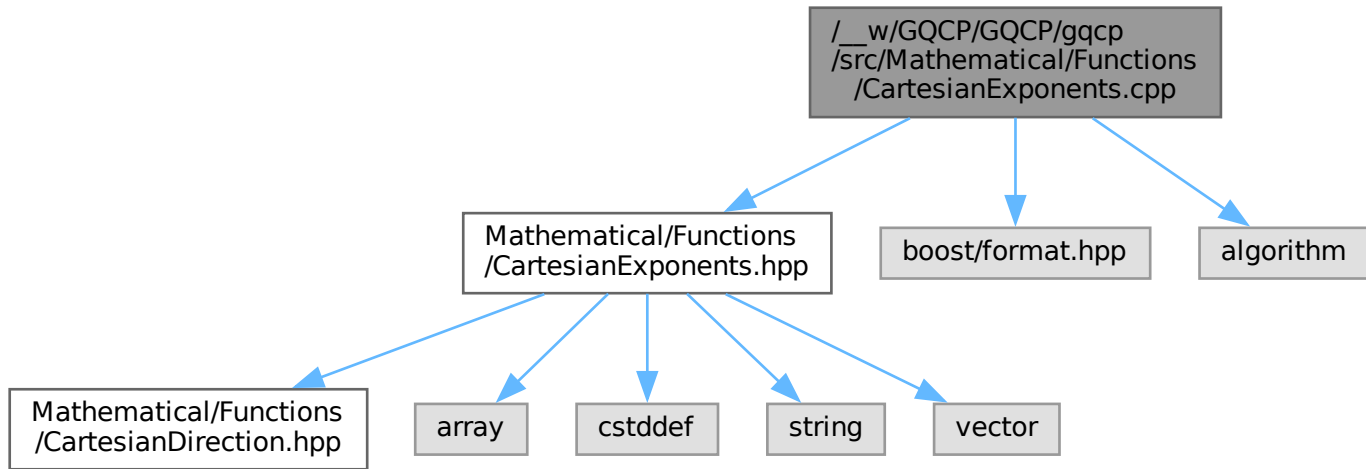 /__w/GQCP/GQCP/gqcp
/src/Mathematical/Functions
/CartesianExponents.cpp
Mathematical/Functions
/CartesianExponents.hpp
boost/format.hpp
algorithm
Mathematical/Functions
/CartesianDirection.hpp
array
cstddef
string
vector